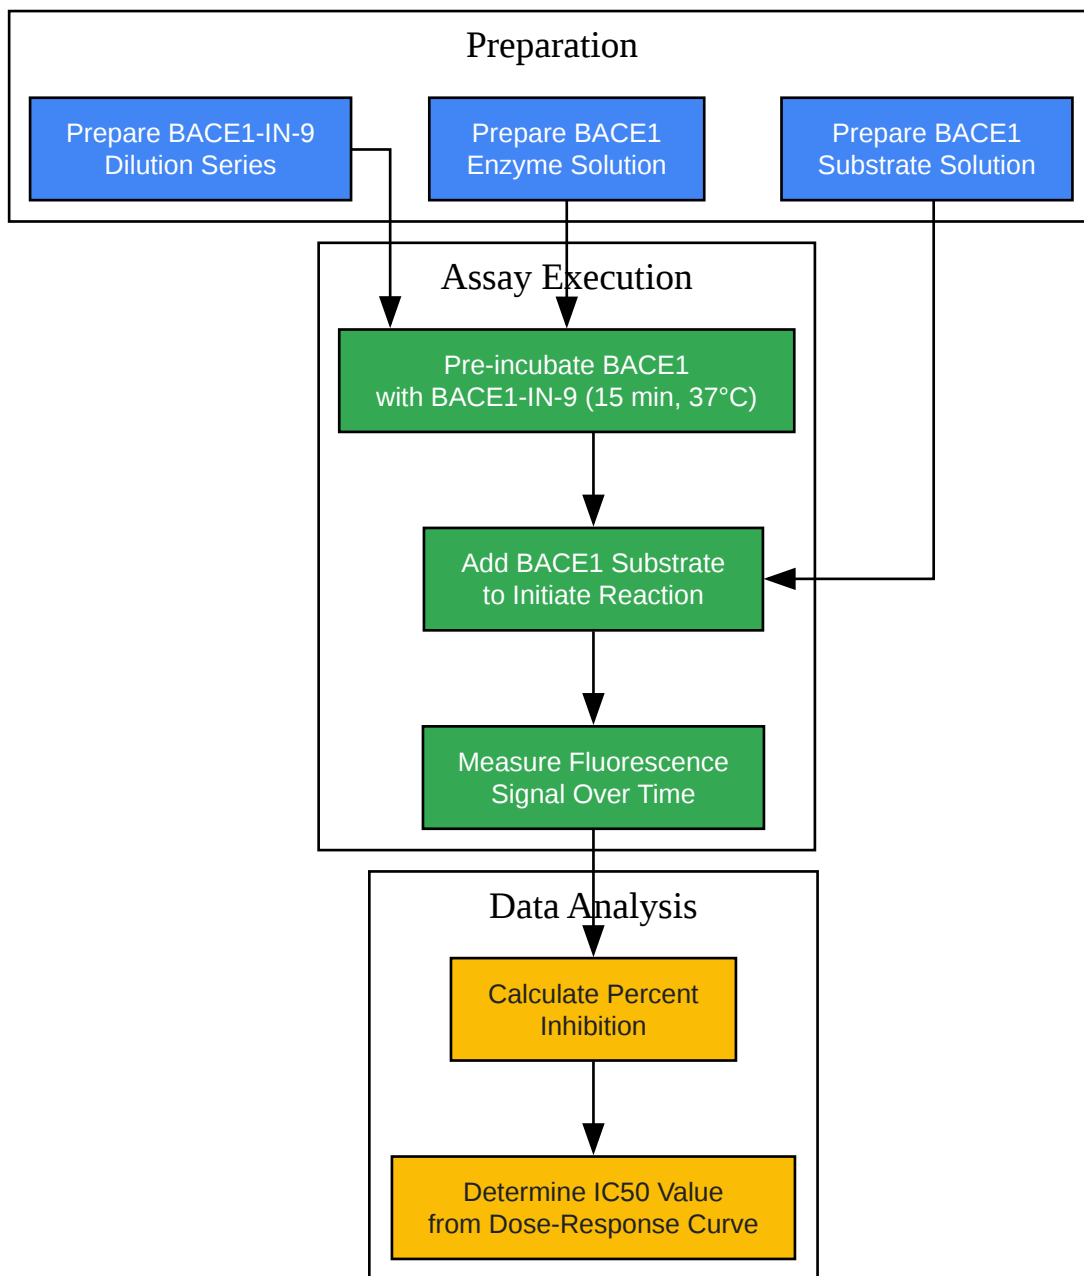 Preparation
Prepare BACE1-IN-9
Dilution Series
Prepare BACE1
Enzyme Solution
Prepare BACE1
Substrate Solution
Assay Execution
Pre-incubate BACE1
with BACE1-IN-9 (15 min, 37°C)
Add BACE1 Substrate
to Initiate Reaction
Measure Fluorescence
Signal Over Time
Data Analysis
Calculate Percent
Inhibition
Determine IC50 Value
from Dose-Response Curve